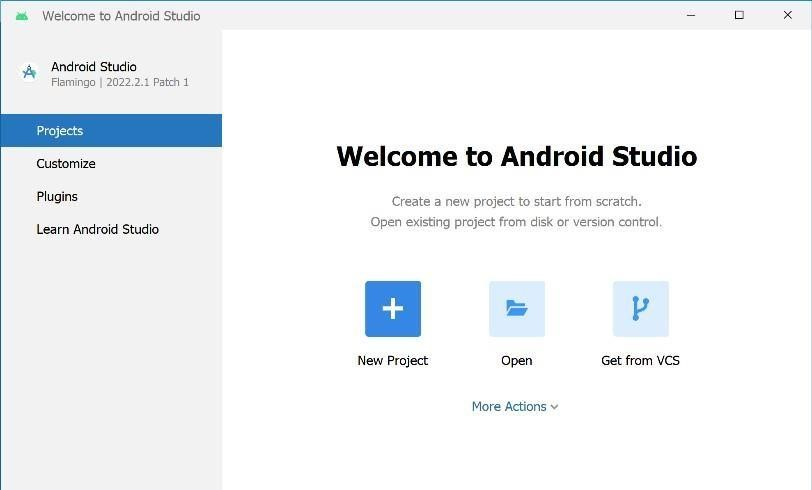 Welcome to Android Studio
Android Studio
Flamingo | 2022.2.1 Patch 1
Projects
Customize
Plugins
Learn Android Studio
Welcome to Android Studio
Create a new project to start from scratch.
Open existing project from disk or version control.
New Project
Open
Get from VCS
More Actions